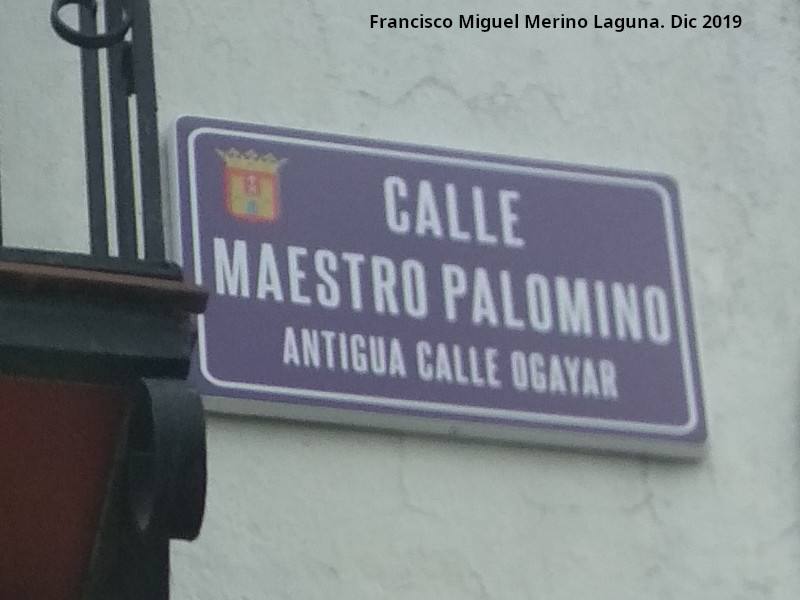 Francisco Miguel Merino Laguna. Dic 2019
CALLE
MAESTRO PALOMINO
ANTIGUA CALLE OGAYAR